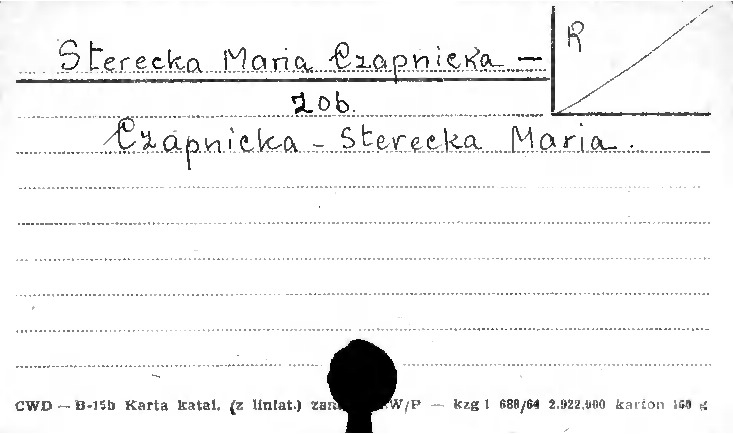 Sterecka Maria Czapnicka — R
zob.
Czapnicka - Sterecka Maria.
CWD — B-15b Karta katal. (z liniat.) zam. W/P — kzg l 688/64 2.922.000 karton 160 g